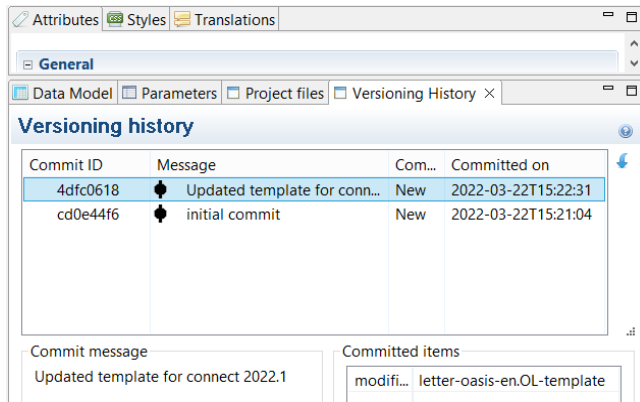 Attributes Styles Translations
General
Data Model Parameters Project files Versioning History
Versioning history
Commit ID Message Com... Committed on
4dfc0618 Updated template for conn... New 2022-03-22T15:22:31
cd0e44f6 initial commit New 2022-03-22T15:21:04
Commit message Committed items
Updated template for connect 2022.1 modifi... letter-oasis-en.OL-template